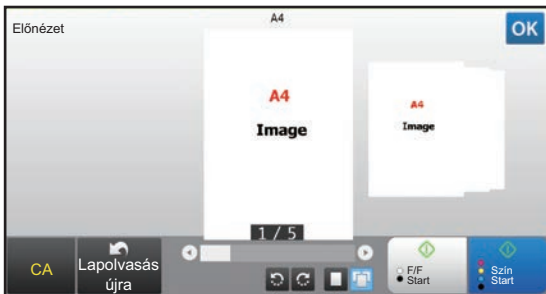 A4
Előnézet
OK
A4
Image
A4
Image
1 / 5
CA
Lapolvasás
újra
F/F
Start
Szín
Start